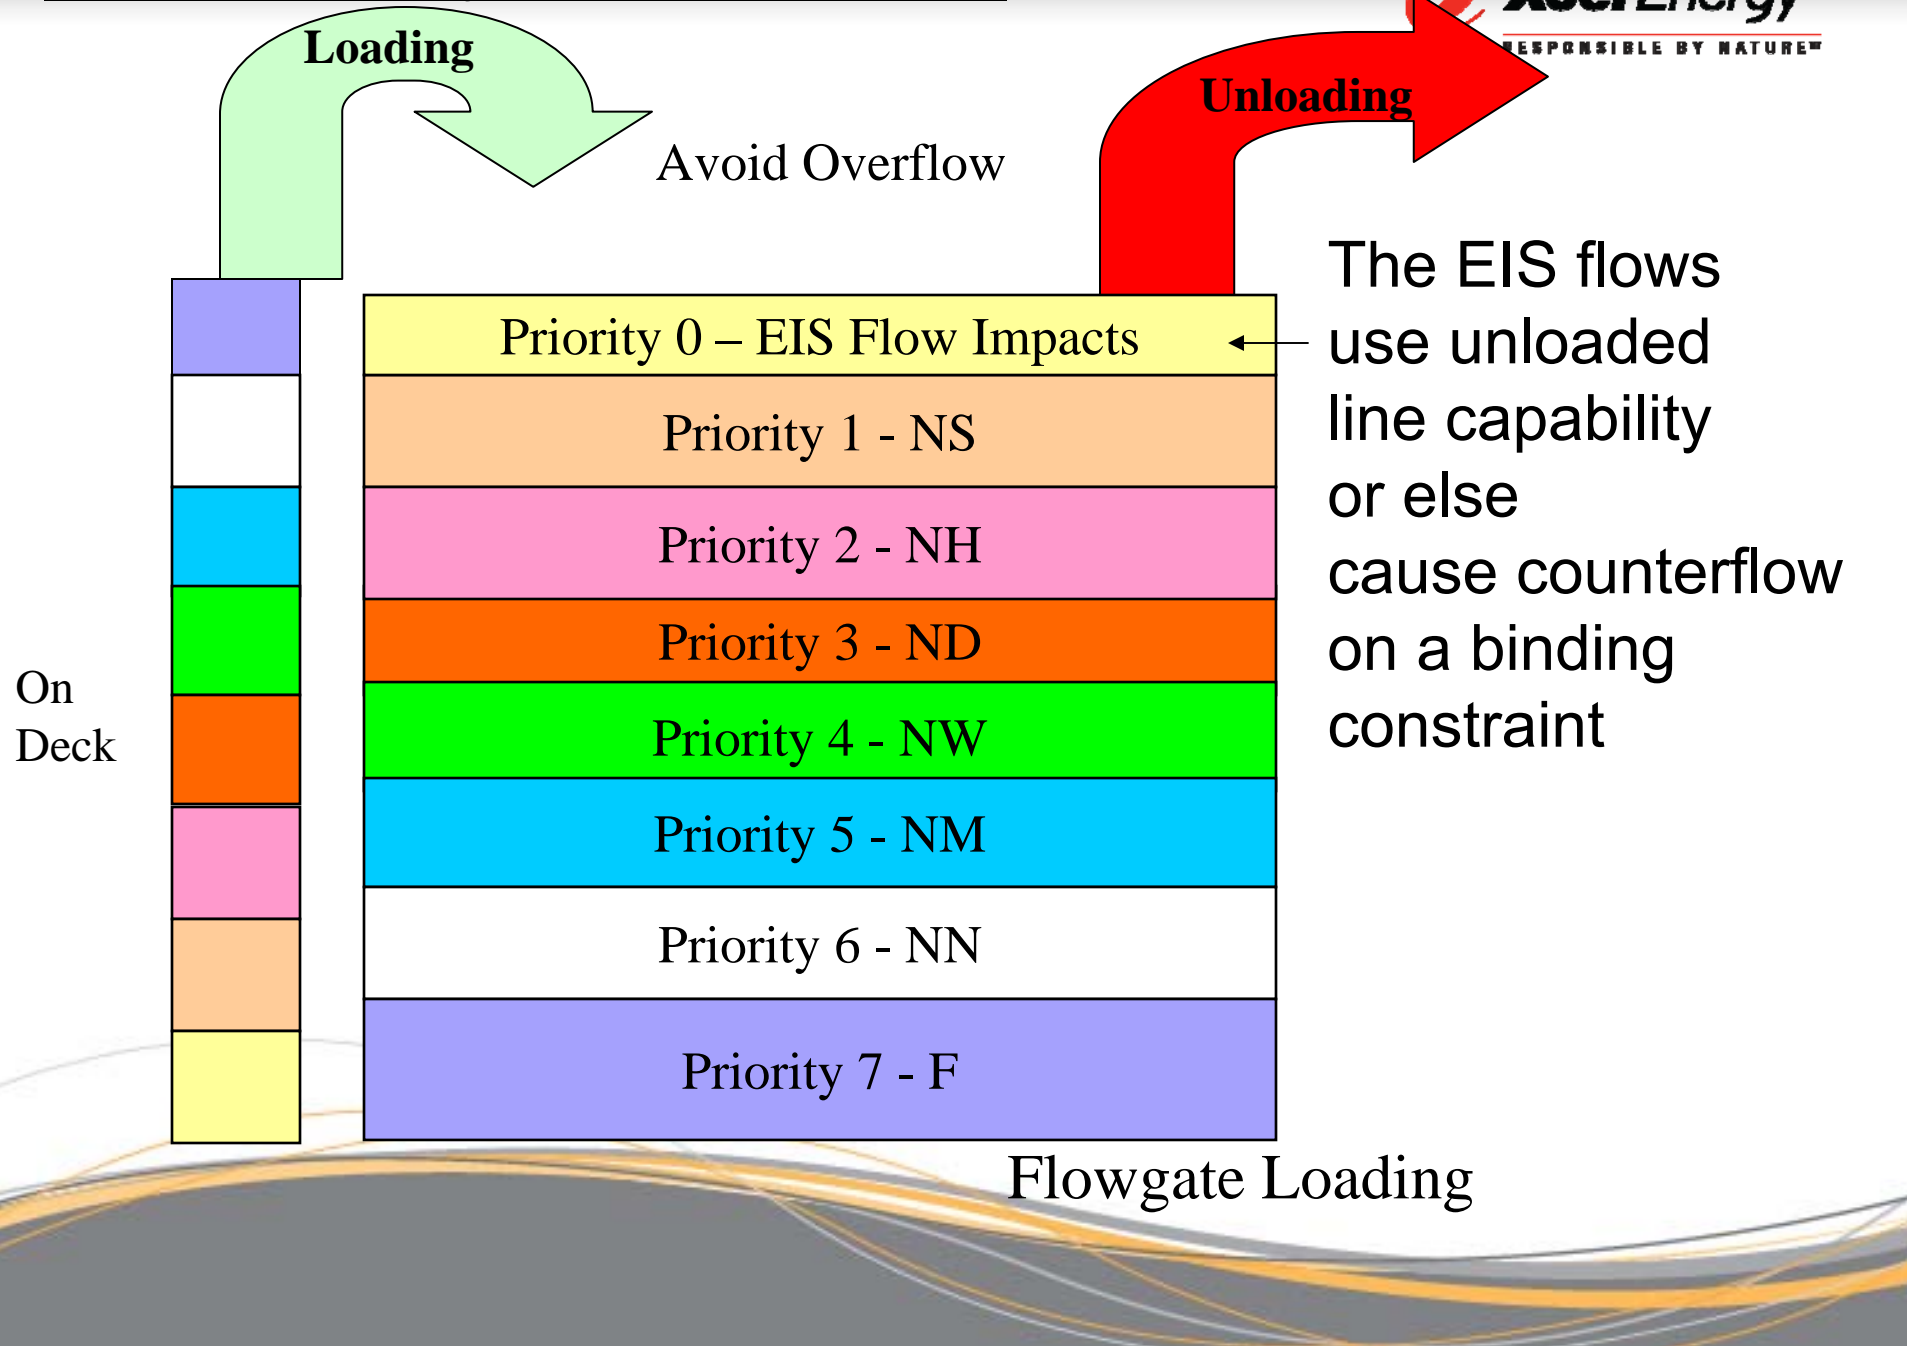 Loading
Unloading
RESPONSIBLE BY NATURE
Avoid Overflow
Priority 0 – EIS Flow Impacts
Priority 1 - NS
Priority 2 - NH
Priority 3 - ND
Priority 4 - NW
Priority 5 - NM
Priority 6 - NN
Priority 7 - F
On
Deck
The EIS flows
use unloaded
line capability
or else
cause counterflow
on a binding
constraint
Flowgate Loading